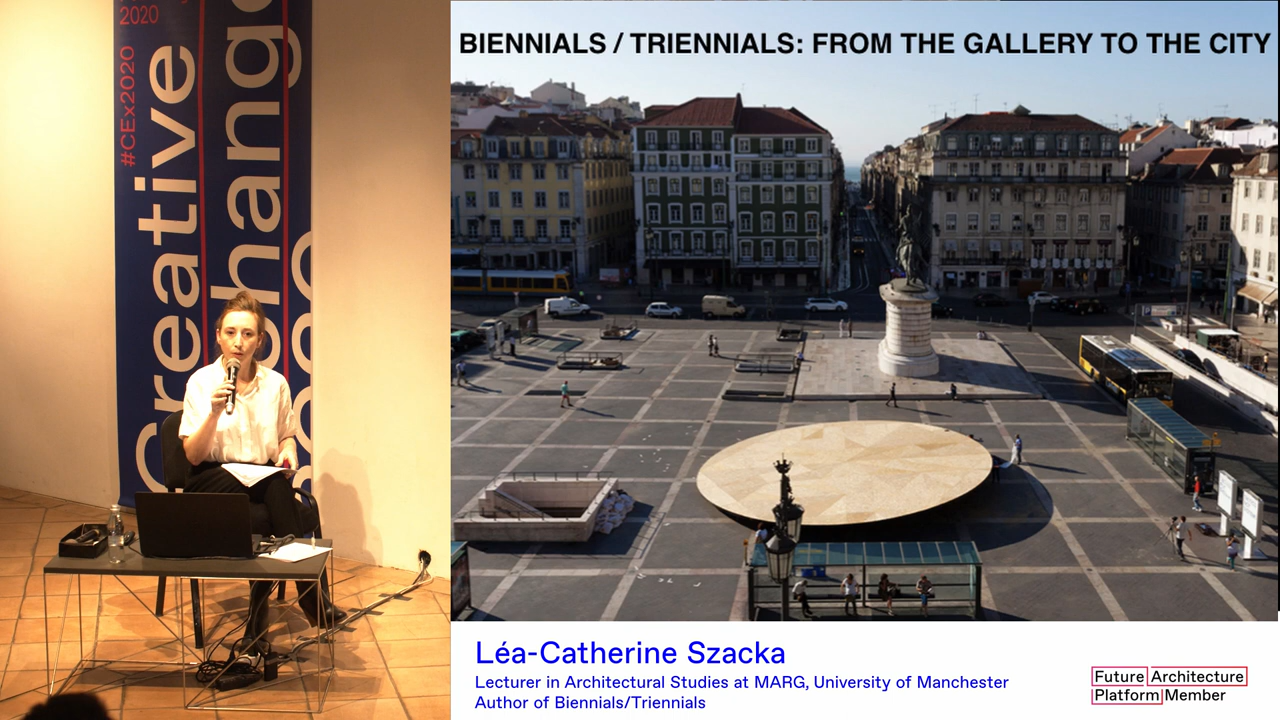 2020
#CEx2020
Creative
BIENNIALS / TRIENNIALS: FROM THE GALLERY TO THE CITY
Léa-Catherine Szacka
Lecturer in Architectural Studies at MARG, University of Manchester
Author of Biennials/Triennials
Future Architecture
Platform Member